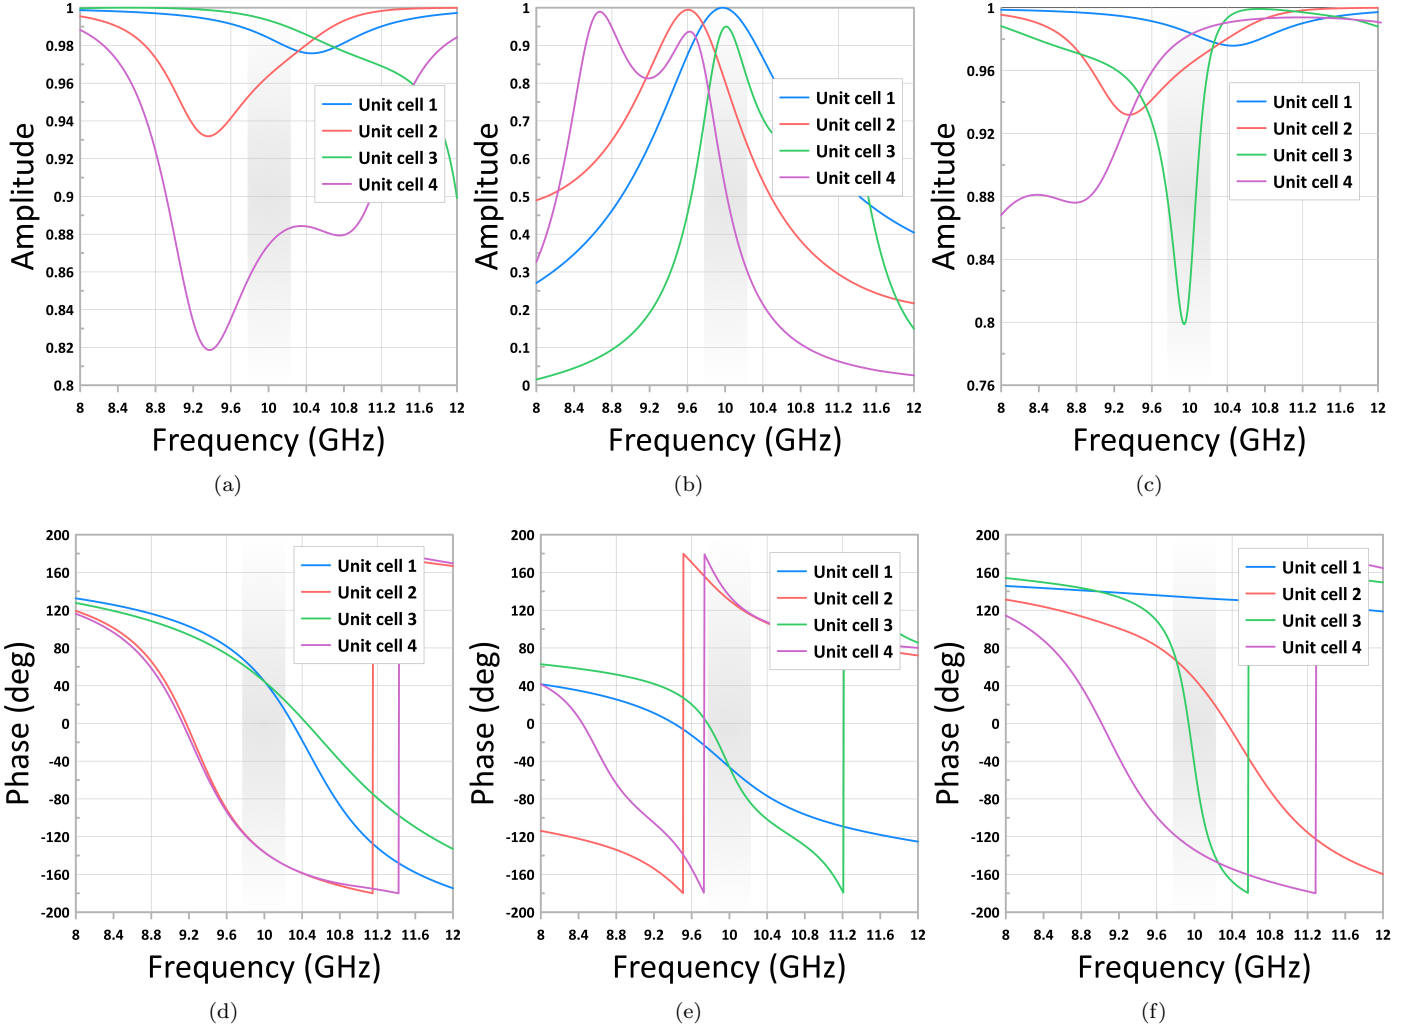 1
0.98
0.96
0.94
0.92
0.9
0.88
0.86
0.84
0.82
0.8
Amplitude
Unit cell 1
Unit cell 2
Unit cell 3
Unit cell 4
8 8.4 8.8 9.2 9.6 10 10.4 10.8 11.2 11.6 12
Frequency (GHz)
(a)
1
0.9
0.8
0.7
0.6
0.5
0.4
0.3
0.2
0.1
0
Amplitude
Unit cell 1
Unit cell 2
Unit cell 3
Unit cell 4
8 8.4 8.8 9.2 9.6 10 10.4 10.8 11.2 11.6 12
Frequency (GHz)
(b)
1
0.96
0.92
0.88
0.84
0.8
0.76
Amplitude
Unit cell 1
Unit cell 2
Unit cell 3
Unit cell 4
8 8.4 8.8 9.2 9.6 10 10.4 10.8 11.2 11.6 12
Frequency (GHz)
(c)
200
160
120
80
40
0
-40
-80
-120
-160
-200
Phase (deg)
Unit cell 1
Unit cell 2
Unit cell 3
Unit cell 4
8 8.4 8.8 9.2 9.6 10 10.4 10.8 11.2 11.6 12
Frequency (GHz)
(d)
200
160
120
80
40
0
-40
-80
-120
-160
-200
Phase (deg)
Unit cell 1
Unit cell 2
Unit cell 3
Unit cell 4
8 8.4 8.8 9.2 9.6 10 10.4 10.8 11.2 11.6 12
Frequency (GHz)
(e)
200
160
120
80
40
0
-40
-80
-120
-160
-200
Phase (deg)
Unit cell 1
Unit cell 2
Unit cell 3
Unit cell 4
8 8.4 8.8 9.2 9.6 10 10.4 10.8 11.2 11.6 12
Frequency (GHz)
(f)